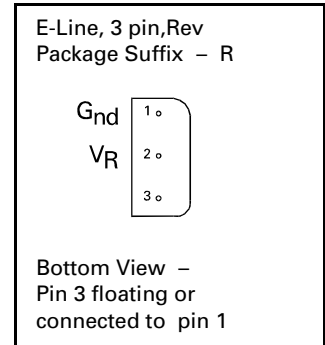 E-Line, 3 pin,Rev
Package Suffix – R
Gnd
1
VR
2
3
Bottom View –
Pin 3 floating or
connected to pin 1